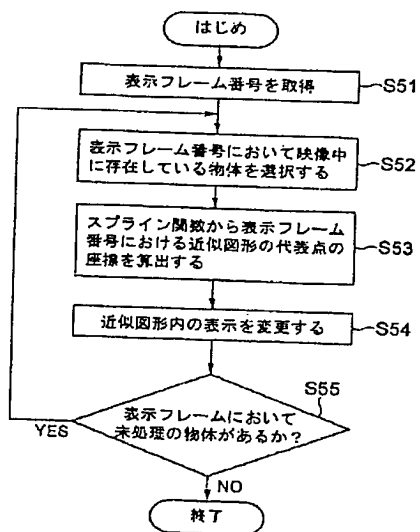 はじめ
表示フレーム番号を取得
S51
表示フレーム番号において映像中
に存在している物体を選択する
S52
スプライン関数から表示フレーム
番号における近似図形の代表点の
座標を算出する
S53
近似図形内の表示を変更する
S54
S55
表示フレームにおいて
未処理の物体があるか?
YES
NO
終了